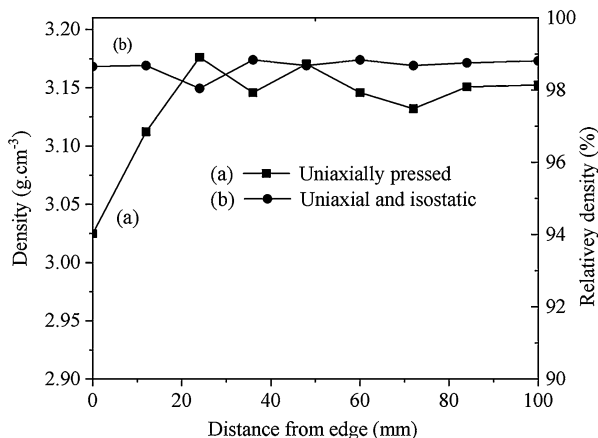 3.20
3.15
3.10
3.05
3.00
2.95
2.90
Density (g.cm-3)
100
98
96
94
92
90
Relativey density (%)
(b)
(a)
(a) Uniaxially pressed
(b) Uniaxial and isostatic
0 20 40 60 80 100
Distance from edge (mm)